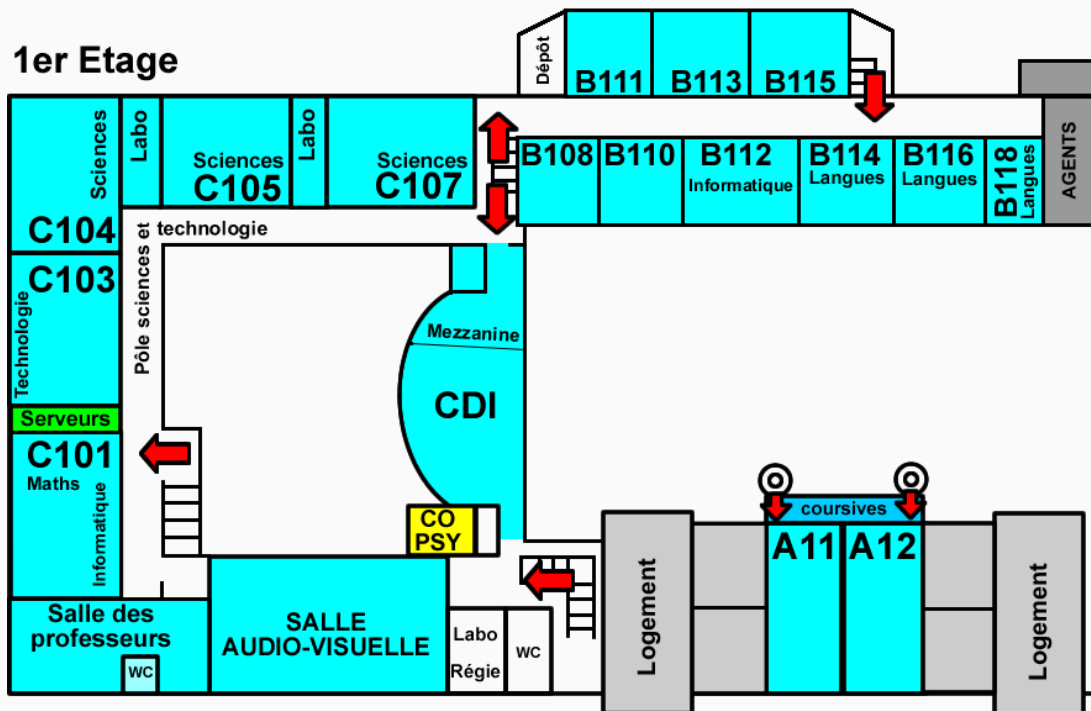 1er Etage
Dépôt
B111
B113
B115
Sciences
C104
Labo
Sciences
C105
Labo
Sciences
C107
B108
B110
B112
Informatique
B114
Langues
B116
Langues
B118
Langues
AGENTS
Pôle sciences et technologie
C103
Technologie
Serveurs
C101
Maths
Informatique
Mezzanine
CDI
CO
PSY
coursives
A11
A12
Logement
Logement
Salle des
professeurs
WC
SALLE
AUDIO-VISUELLE
Labo
Régie
WC